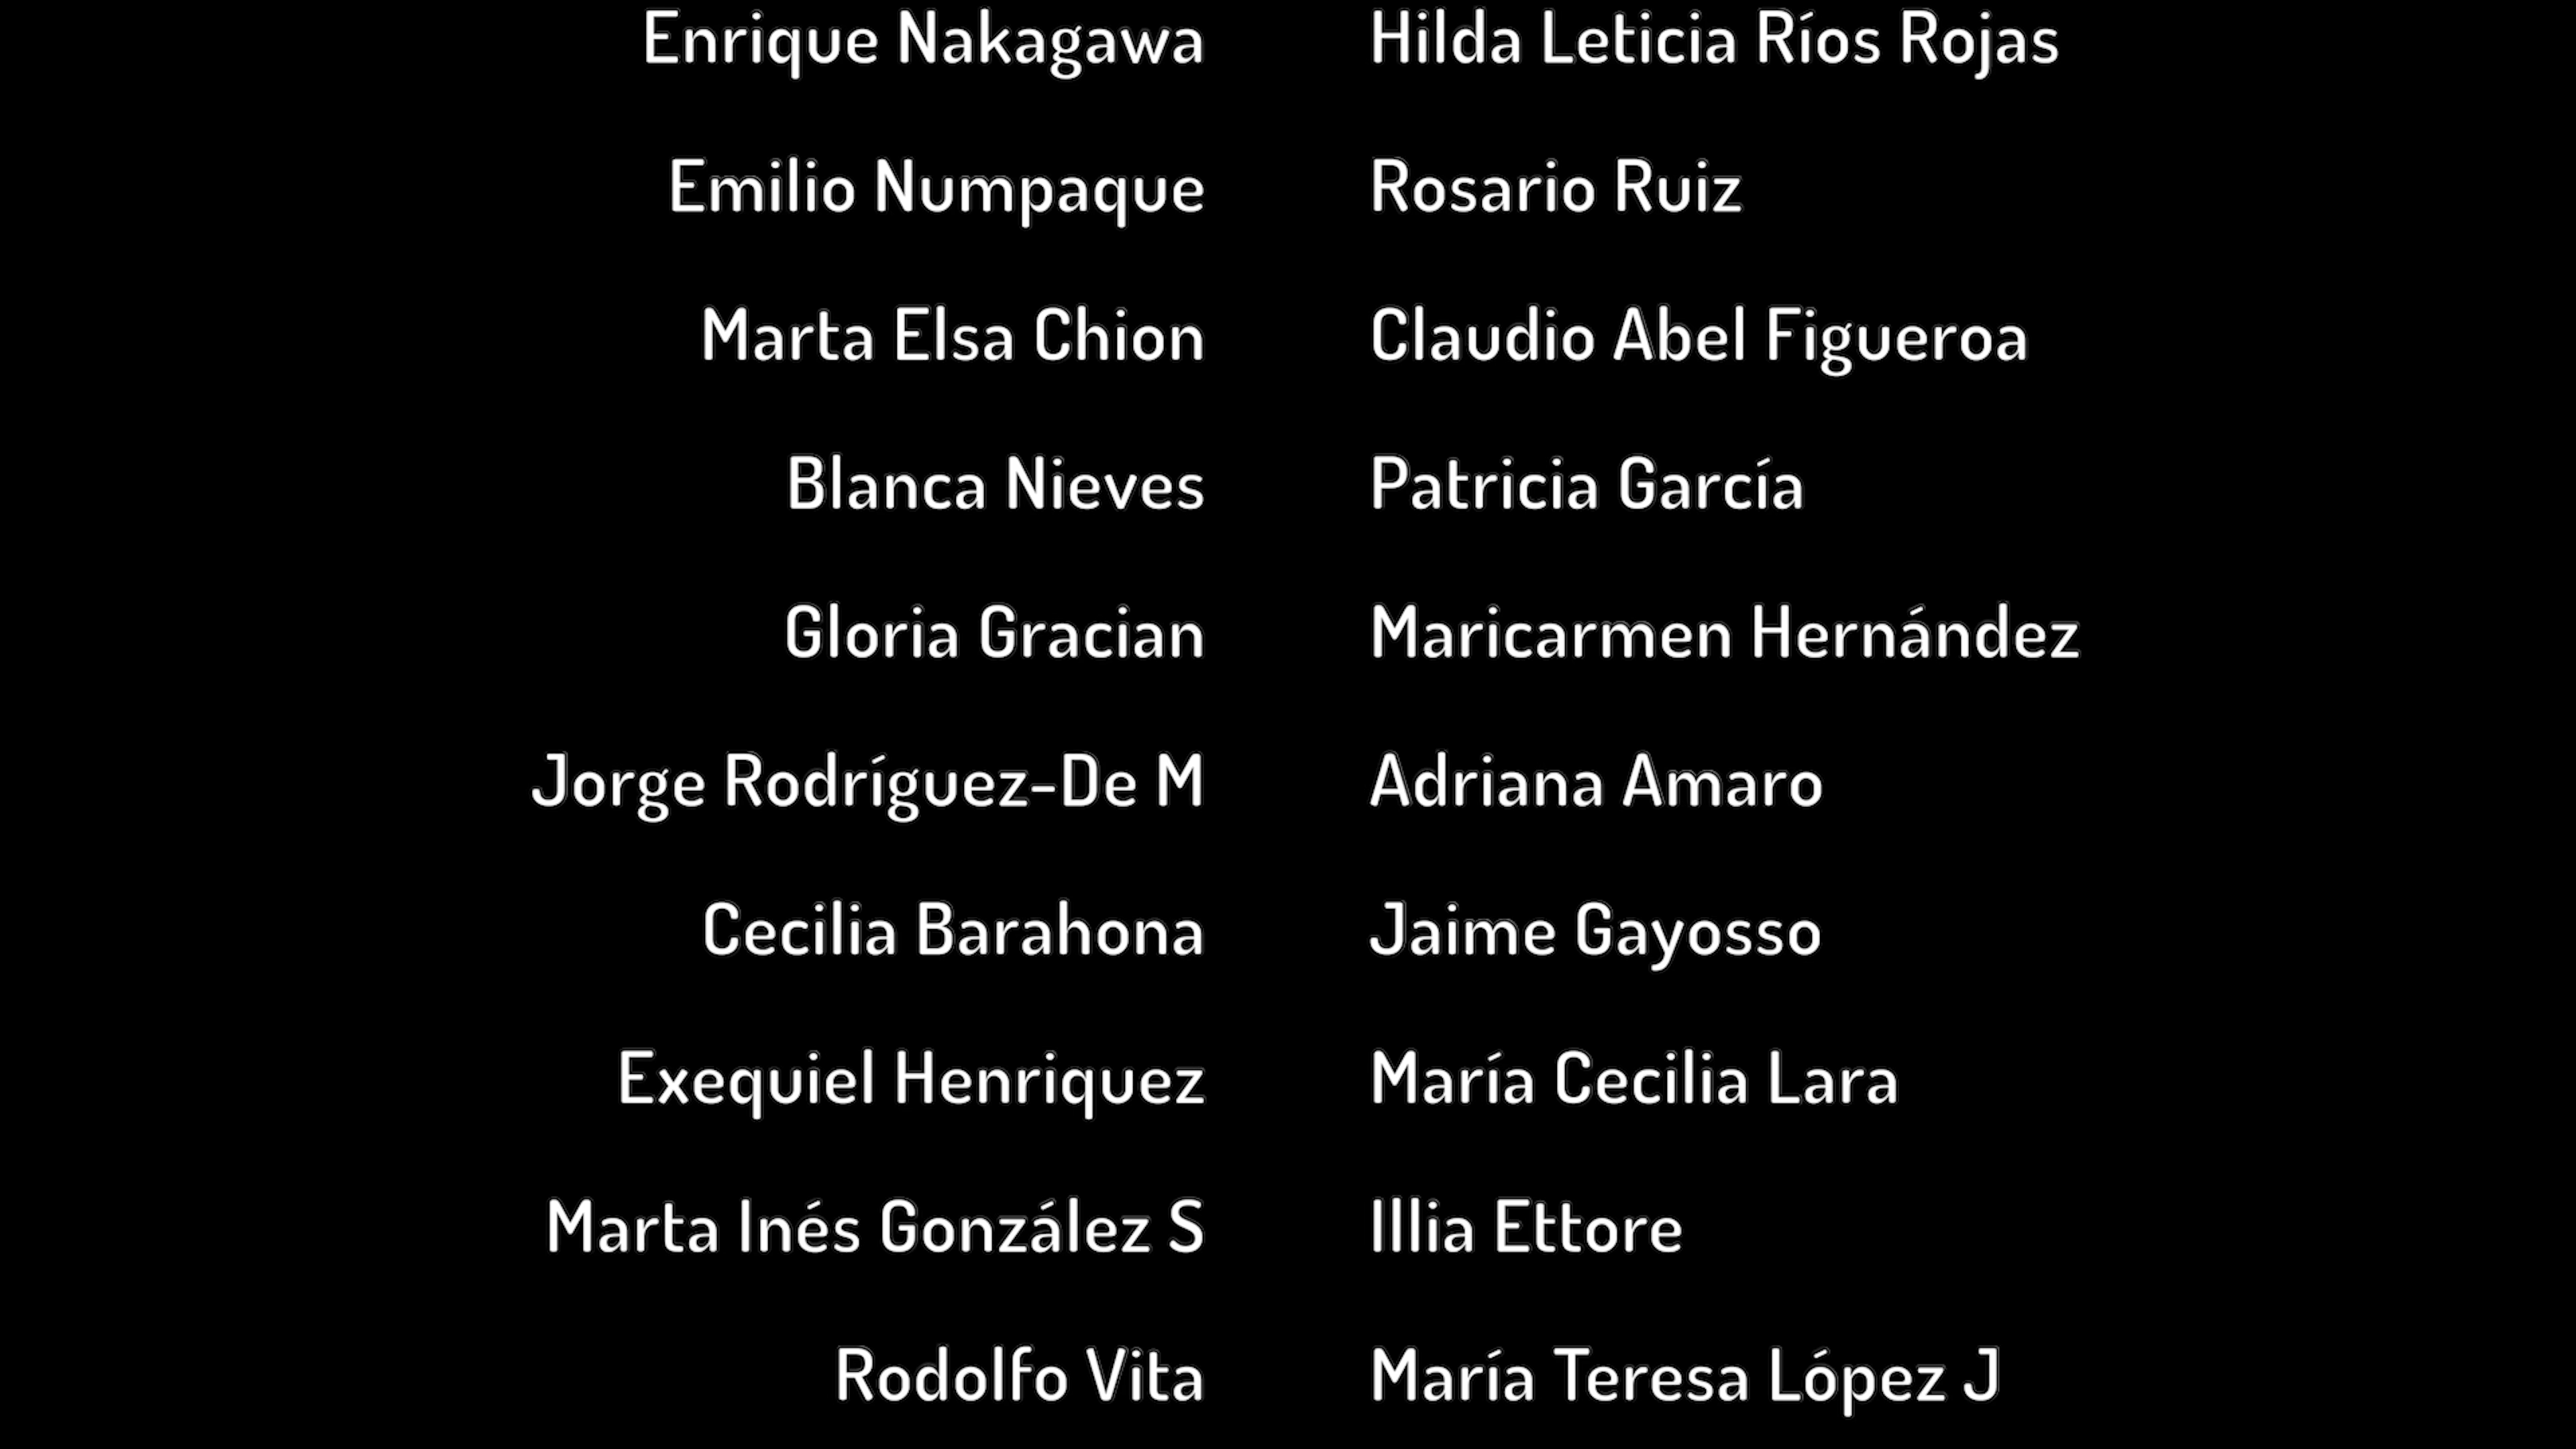 Enrique Nakagawa Hilda Leticia Ríos Rojas
Emilio Numpaque Rosario Ruiz
Marta Elsa Chion Claudio Abel Figueroa
Blanca Nieves Patricia García
Gloria Gracian Maricarmen Hernández
Jorge Rodríguez-De M Adriana Amaro
Cecilia Barahona Jaime Gayosso
Exequiel Henriquez María Cecilia Lara
Marta Inés González S Illia Ettore
Rodolfo Vita María Teresa López J